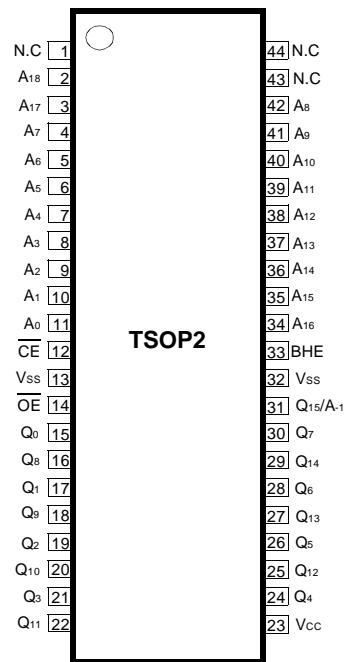 N.C 1 44 N.C
A18 2 43 N.C
A17 3 42 A8
A7 4 41 A9
A6 5 40 A10
A5 6 39 A11
A4 7 38 A12
A3 8 37 A13
A2 9 36 A14
A1 10 35 A15
A0 11 34 A16
TSOP2
C̅E̅ 12 33 BHE
VSS 13 32 VSS
O̅E̅ 14 31 Q15/A-1
Q0 15 30 Q7
Q8 16 29 Q14
Q1 17 28 Q6
Q9 18 27 Q13
Q2 19 26 Q5
Q10 20 25 Q12
Q3 21 24 Q4
Q11 22 23 VCC